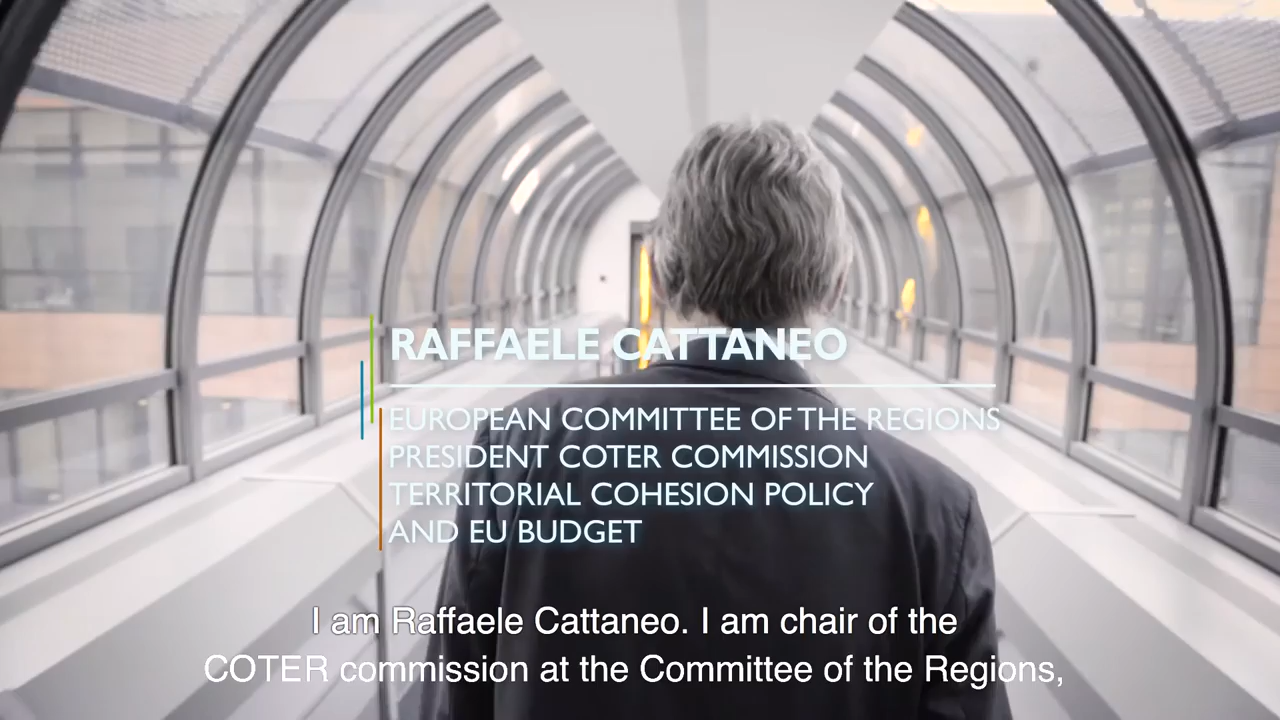 RAFFAELE CATTANEO
EUROPEAN COMMITTEE OF THE REGIONS
PRESIDENT COTER COMMISSION
TERRITORIAL COHESION POLICY
AND EU BUDGET
I am Raffaele Cattaneo. I am chair of the
COTER commission at the Committee of the Regions,